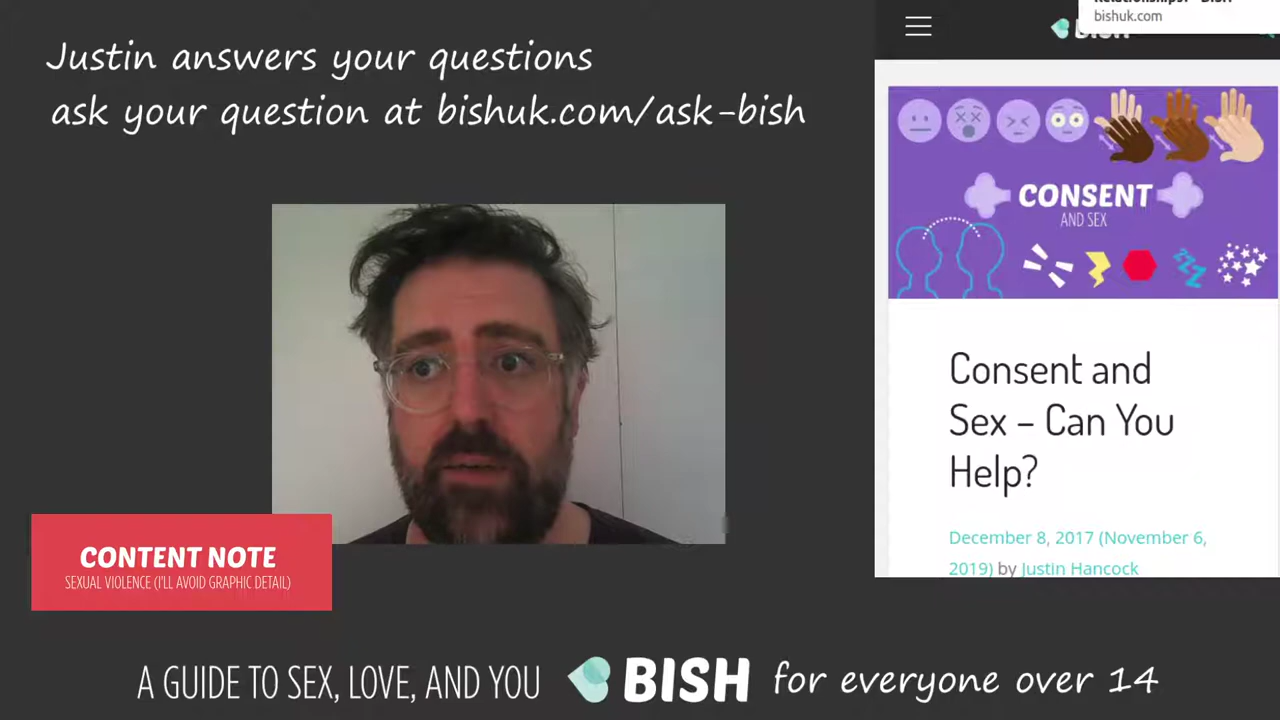 Justin answers your questions
ask your question at bishuk.com/ask-bish
bishuk.com
BISH
CONSENT
AND SEX
Consent and
Sex – Can You
Help?
December 8, 2017 (November 6,
2019) by Justin Hancock
CONTENT NOTE
SEXUAL VIOLENCE (I'LL AVOID GRAPHIC DETAIL)
A GUIDE TO SEX, LOVE, AND YOU BISH for everyone over 14